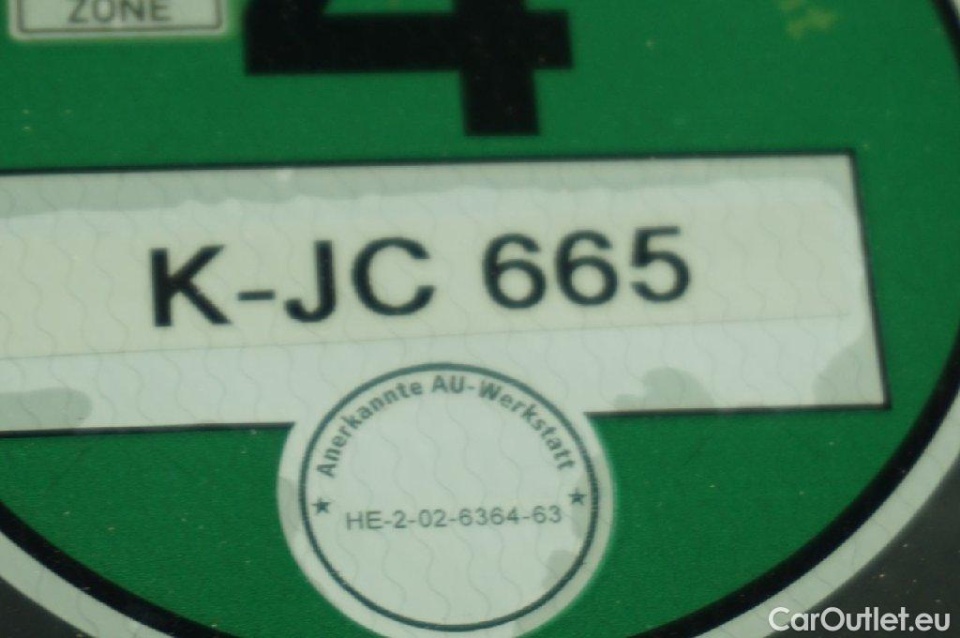 ZONE
4
K-JC 665
Anerkannte AU-Werkstatt
★ ★
HE-2-02-6364-63
CarOutlet.eu